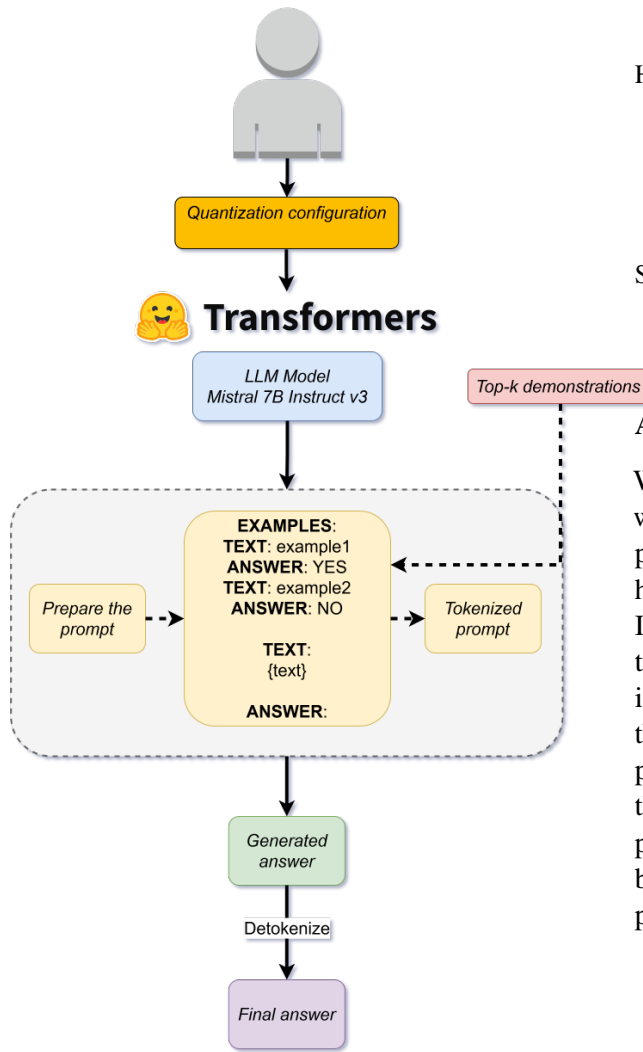 Quantization configuration
Transformers
LLM Model
Mistral 7B Instruct v3
Top-k demonstrations
EXAMPLES:
TEXT: example1
ANSWER: YES
TEXT: example2
ANSWER: NO
TEXT:
{text}
ANSWER:
Prepare the
prompt
Tokenized
prompt
Generated
answer
Detokenize
Final answer